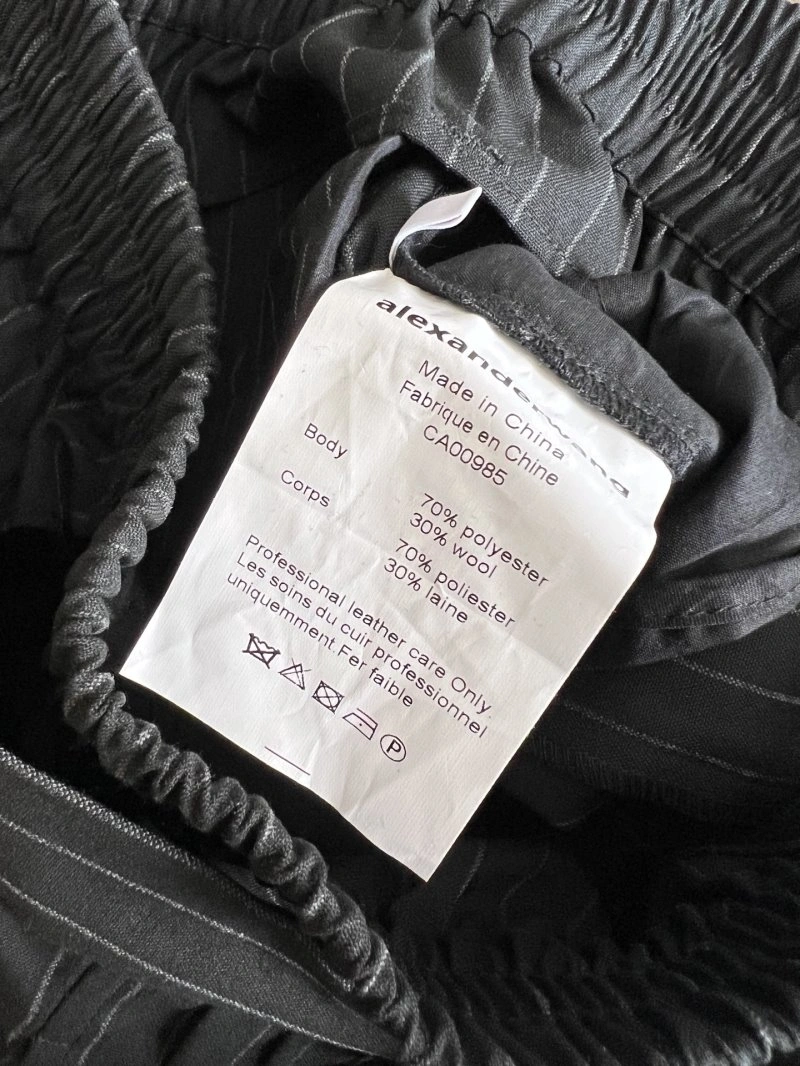 alexanderwang
Made in China
Fabrique en Chine
CA00985
Body
70% polyester
30% wool
Corps
70% poliester
30% laine
Professional leather care Only.
Les soins du cuir professionnel
uniquemment.Fer faible
P